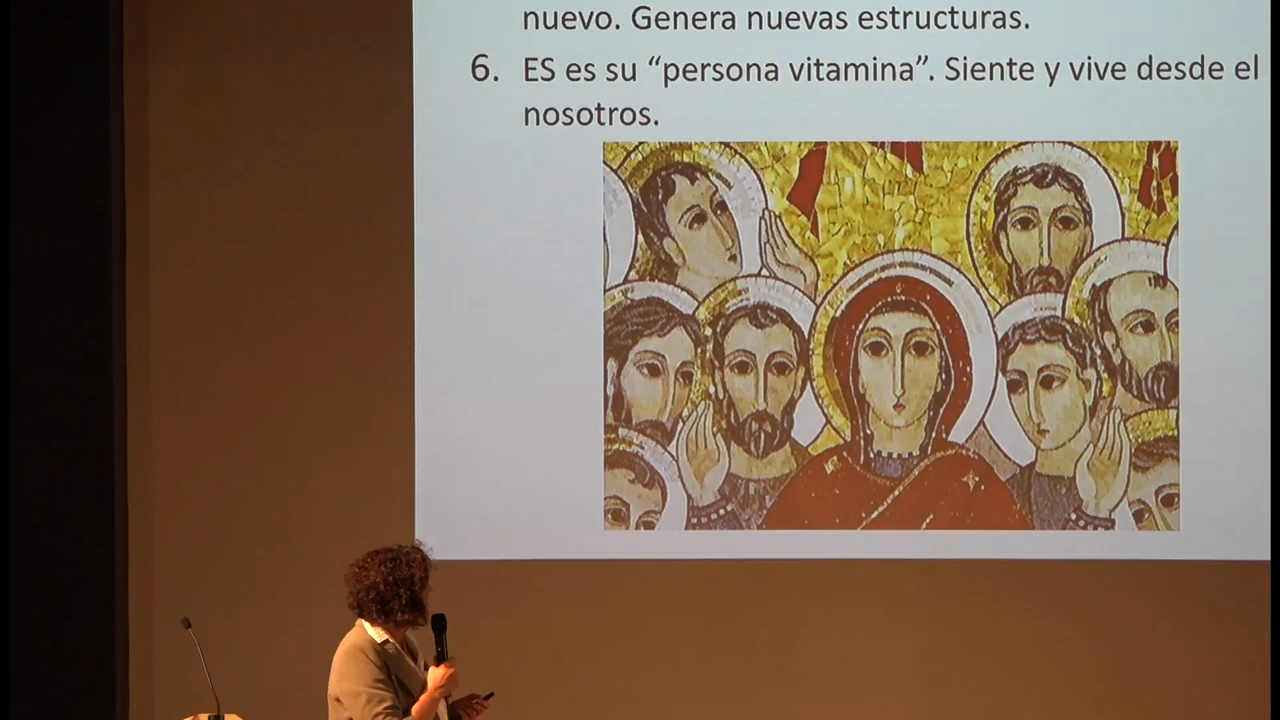 nuevo. Genera nuevas estructuras.
6. ES es su “persona vitamina”. Siente y vive desde el
nosotros.